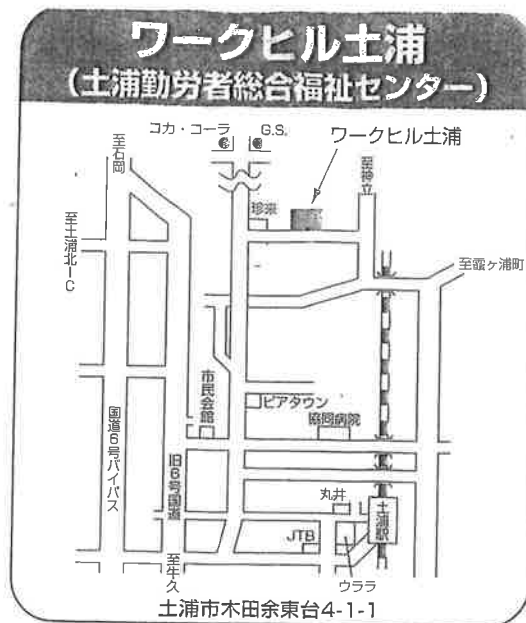 ワークヒル土浦
(土浦勤労者総合福祉センター)
コカ・コーラ
G.S.
ワークヒル土浦
至石岡
至神立
珍來
至土浦北IC
至霞ヶ浦町
市民会館
ピアタウン
協同病院
国道6号バイパス
旧6号国道
丸井
土浦駅
JTB
至牛久
ウララ
土浦市木田余東台4-1-1